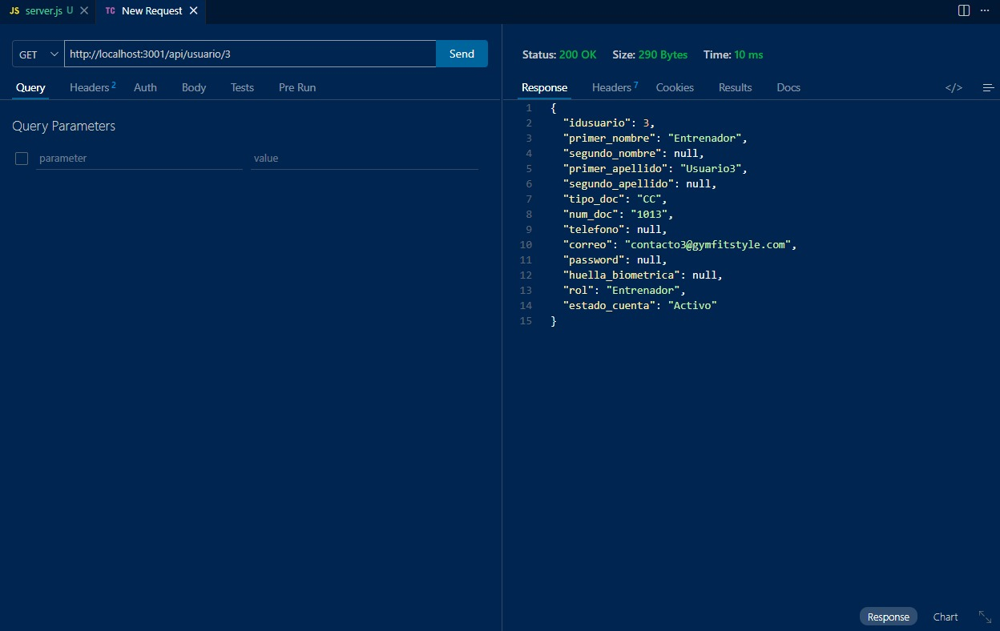 JS server.js U TC New Request
GET http://localhost:3001/api/usuario/3 Send
Query Headers 2 Auth Body Tests Pre Run
Query Parameters
parameter value
Status: 200 OK Size: 290 Bytes Time: 10 ms
Response Headers 7 Cookies Results Docs </>
1 {
2 "idusuario": 3,
3 "primer_nombre": "Entrenador",
4 "segundo_nombre": null,
5 "primer_apellido": "Usuario3",
6 "segundo_apellido": null,
7 "tipo_doc": "CC",
8 "num_doc": "1013",
9 "telefono": null,
10 "correo": "contacto3@gymfitstyle.com",
11 "password": null,
12 "huella_biometrica": null,
13 "rol": "Entrenador",
14 "estado_cuenta": "Activo"
15 }
Response Chart